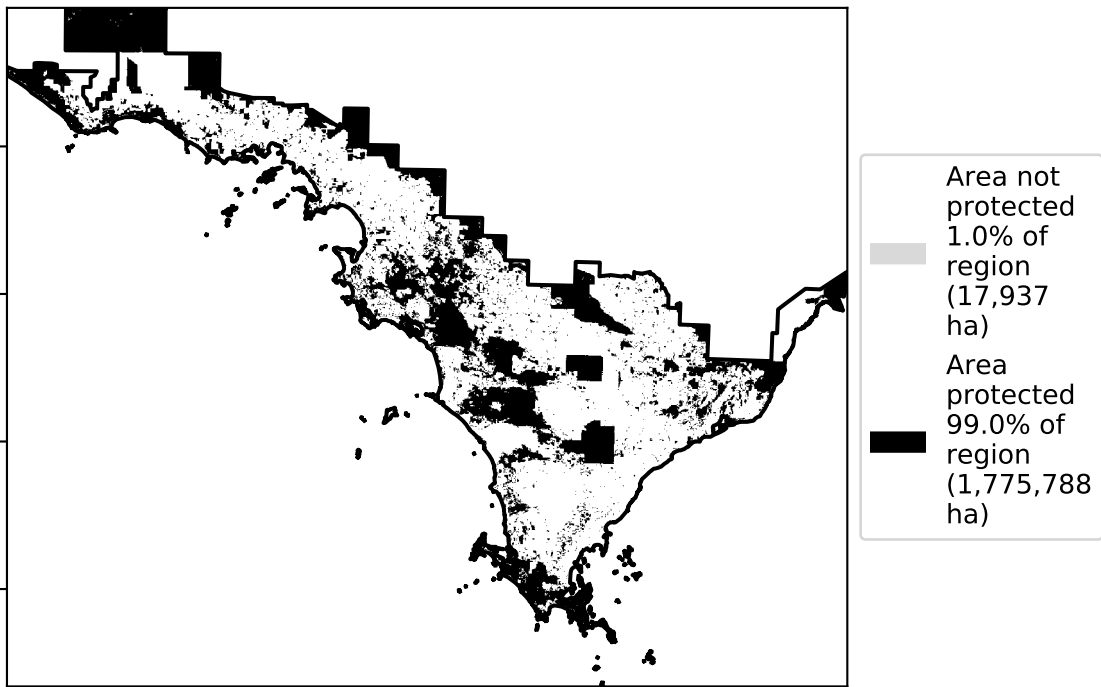 Area not
protected
1.0% of
region
(17,937
ha)
Area
protected
99.0% of
region
(1,775,788
ha)